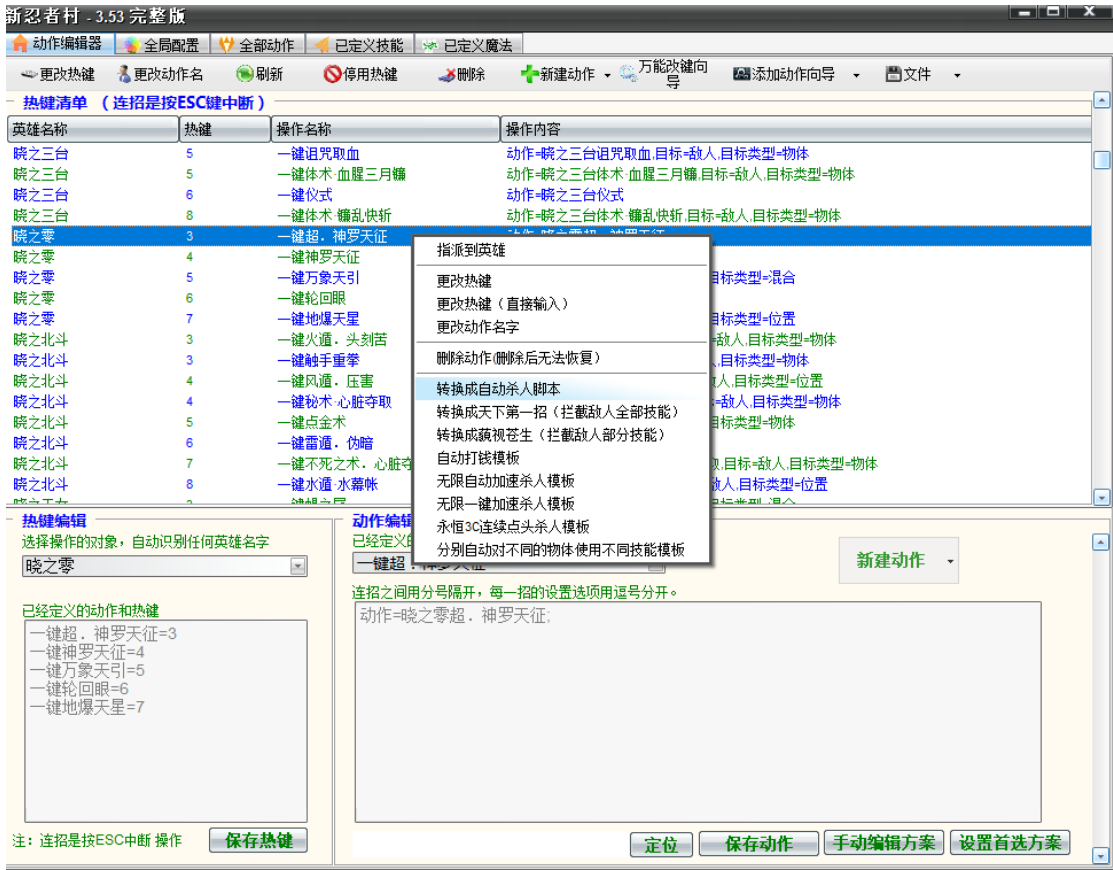 新忍者村 - 3.53 完整版
动作编辑器 全局配置 全部动作 已定义技能 已定义魔法
更改热键 更改动作名 刷新 停用热键 删除 新建动作 万能改键向导 添加动作向导 文件
热键清单 （连招是按ESC键中断）
英雄名称 热键 操作名称 操作内容
晓之三台 5 一键诅咒取血 动作=晓之三台诅咒取血,目标=敌人,目标类型=物体
晓之三台 5 一键体术·血腥三月镰 动作=晓之三台体术·血腥三月镰,目标=敌人,目标类型=物体
晓之三台 6 一键仪式 动作=晓之三台仪式
晓之三台 8 一键体术·镰乱快斩 动作=晓之三台体术·镰乱快斩,目标=敌人,目标类型=物体
晓之零 3 一键超．神罗天征
晓之零 4 一键神罗天征
晓之零 5 一键万象天引 目标类型=混合
晓之零 6 一键轮回眼
晓之零 7 一键地爆天星 目标类型=位置
晓之北斗 3 一键火遁．头刻苦 敌人,目标类型=物体
晓之北斗 3 一键触手重拳 ,目标类型=物体
晓之北斗 4 一键风遁．压害 人,目标类型=位置
晓之北斗 4 一键秘术·心脏夺取 =敌人,目标类型=物体
晓之北斗 5 一键点金术 目标类型=物体
晓之北斗 6 一键雷遁．伪暗
晓之北斗 7 一键不死之术．心脏夺 目标=敌人,目标类型=物体
晓之北斗 8 一键水遁·水幕帐 敌人,目标类型=位置
指派到英雄
更改热键
更改热键（直接输入）
更改动作名字
删除动作(删除后无法恢复）
转换成自动杀人脚本
转换成天下第一招（拦截敌人全部技能）
转换成藐视苍生（拦截敌人部分技能）
自动打钱模板
无限自动加速杀人模板
无限一键加速杀人模板
永恒3C连续点头杀人模板
分别自动对不同的物体使用不同技能模板
热键编辑
选择操作的对象，自动识别任何英雄名字
晓之零
已经定义的动作和热键
一键超．神罗天征=3
一键神罗天征=4
一键万象天引=5
一键轮回眼=6
一键地爆天星=7
注：连招是按ESC中断 操作 保存热键
动作编辑
已经定义
一键超．神罗天征
新建动作
连招之间用分号隔开，每一招的设置选项用逗号分开。
动作=晓之零超．神罗天征;
定位 保存动作 手动编辑方案 设置首选方案